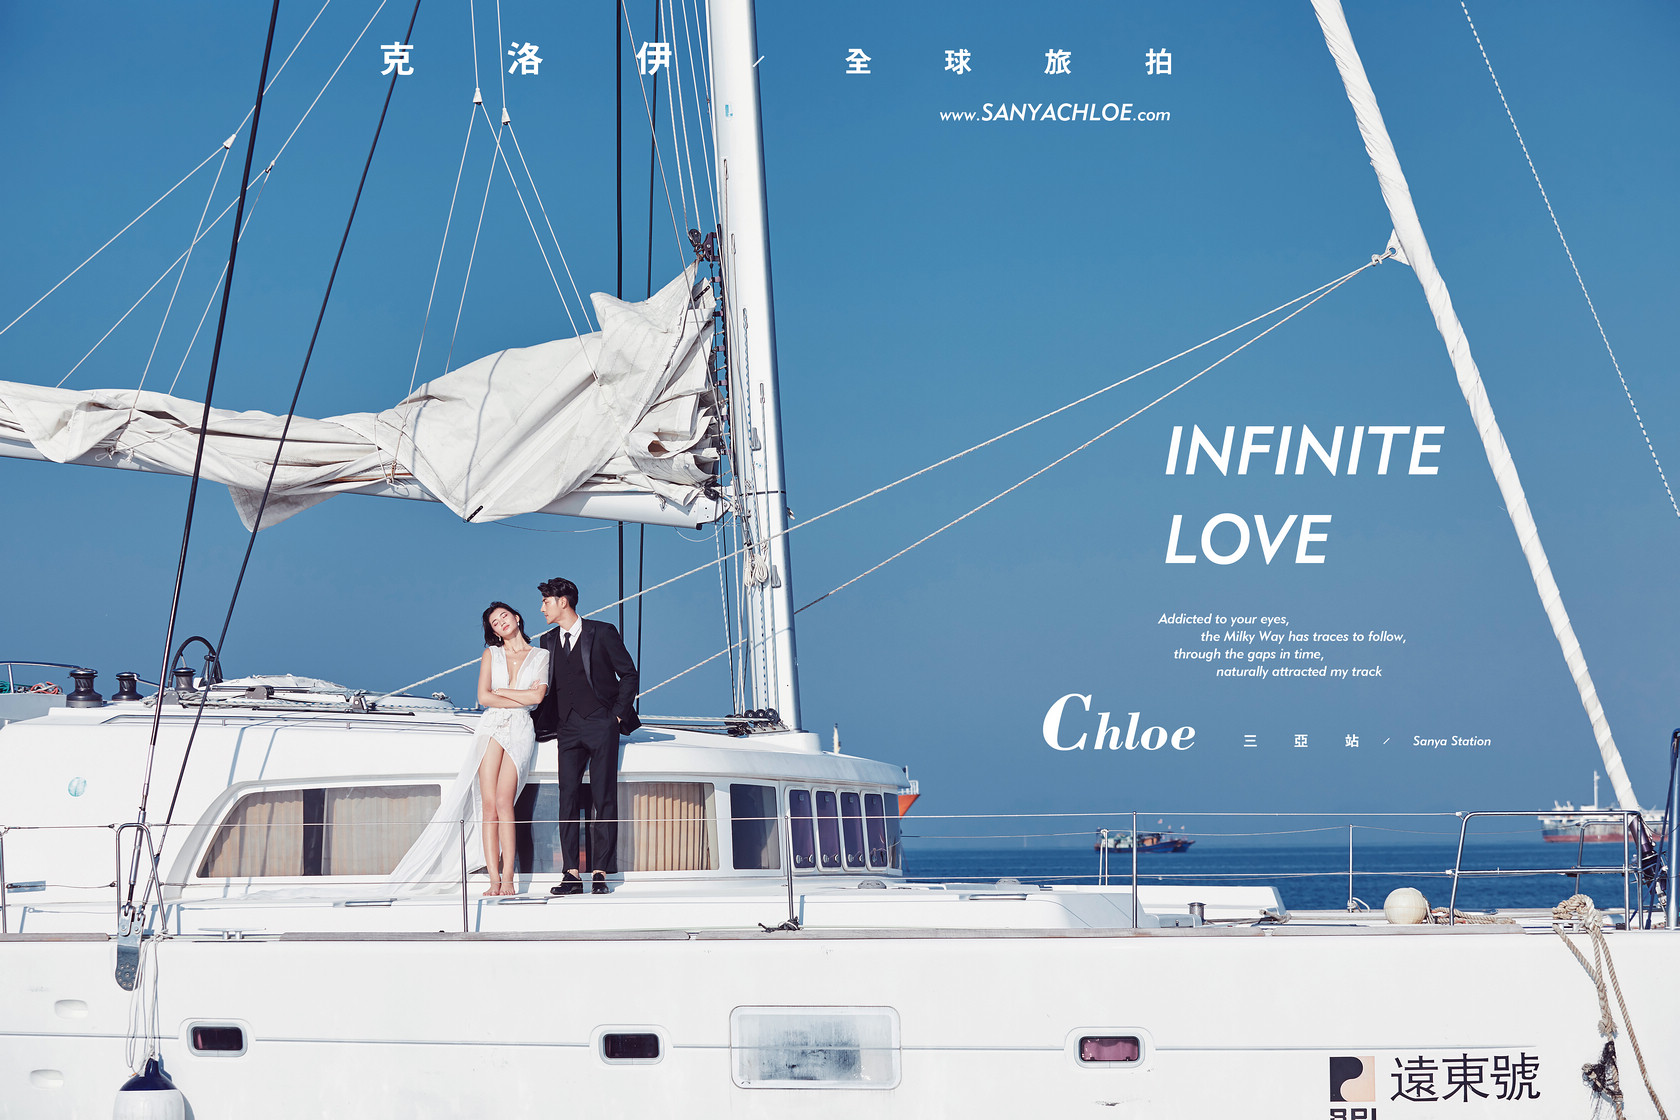 克洛伊 / 全球旅拍
www.SANYACHLOE.com
INFINITE
LOVE
Addicted to your eyes,
the Milky Way has traces to follow,
through the gaps in time,
naturally attracted my track
Chloe 三亞站 / Sanya Station
遠東號